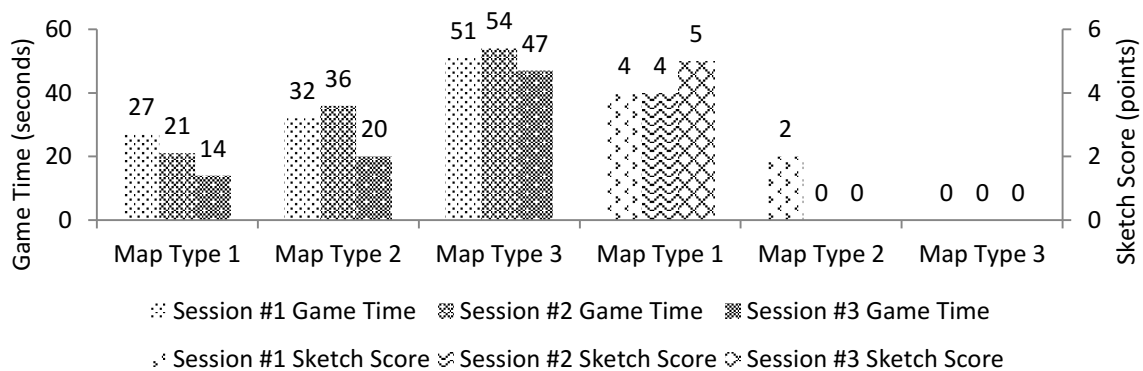 Game Time (seconds)
60
40
20
0
27 21 14
32 36 20
51 54 47
4 4 5
2 0 0
0 0 0
6
4
2
0
Sketch Score (points)
Map Type 1 Map Type 2 Map Type 3 Map Type 1 Map Type 2 Map Type 3
Session #1 Game Time Session #2 Game Time Session #3 Game Time
Session #1 Sketch Score Session #2 Sketch Score Session #3 Sketch Score